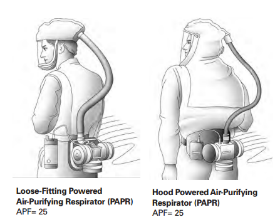 Loose-Fitting Powered
Air-Purifying Respirator (PAPR)
APF= 25
Hood Powered Air-Purifying
Respirator (PAPR)
APF= 25